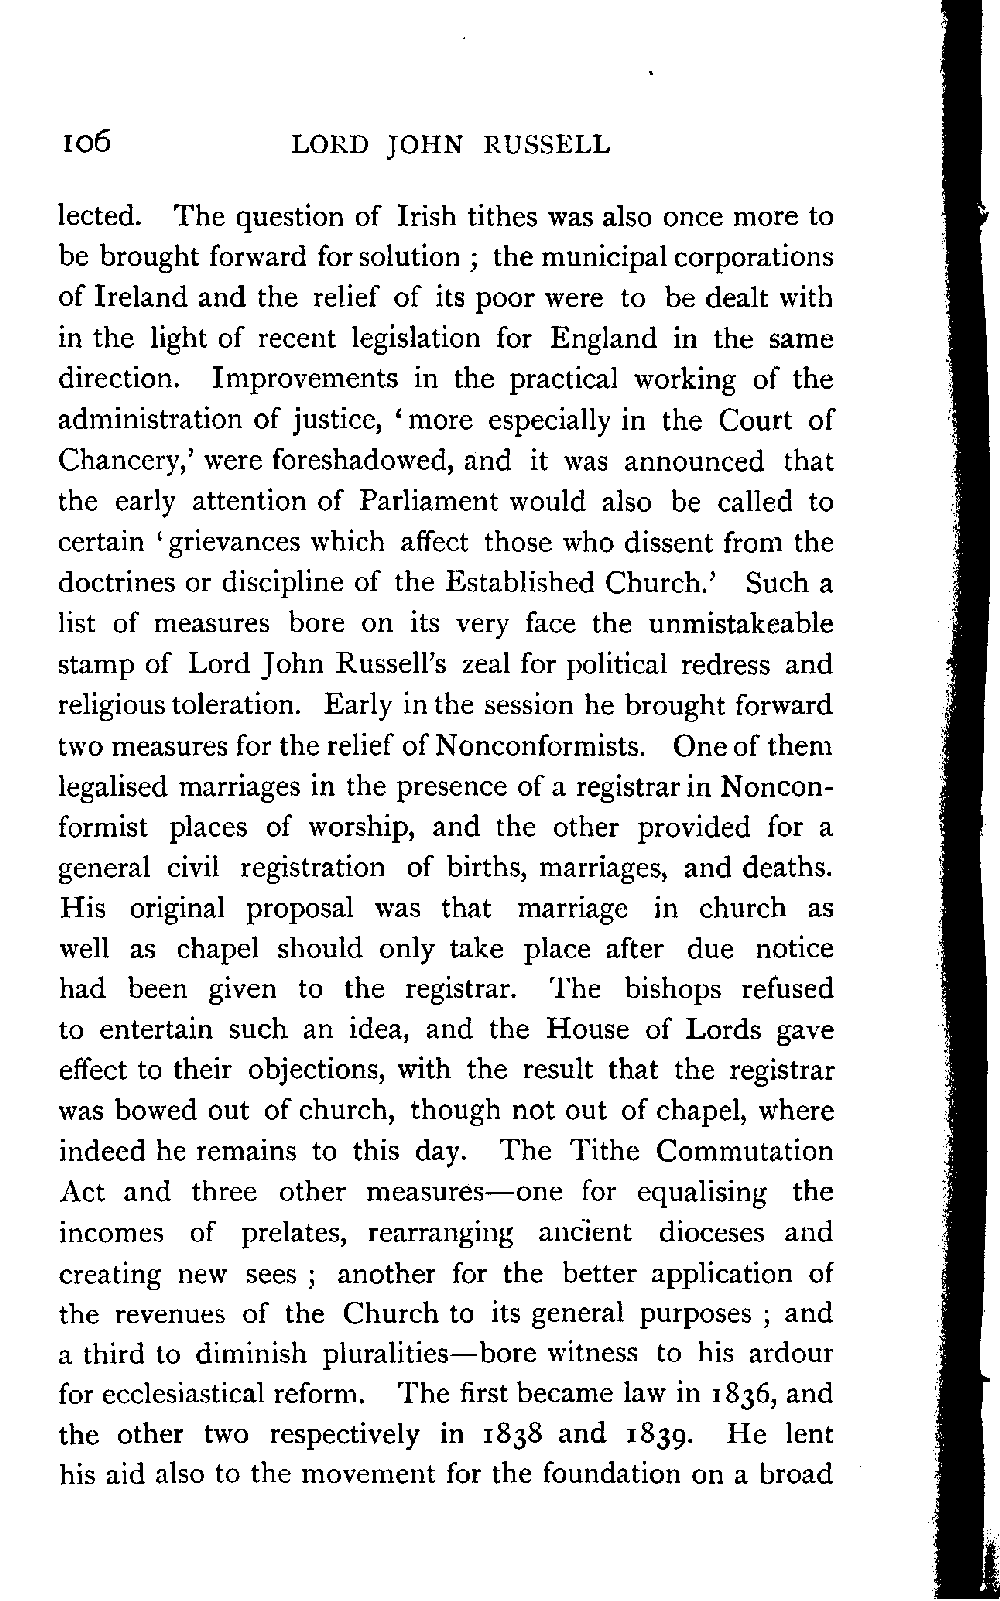 106 LORD JOHN RUSSELL
lected. The question of Irish tithes was also once more to
be brought forward for solution ; the municipal corporations
of Ireland and the relief of its poor were to be dealt with
in the light of recent legislation for England in the same
direction. Improvements in the practical working of the
administration of justice, ‘more especially in the Court of
Chancery,’ were foreshadowed, and it was announced that
the early attention of Parliament would also be called to
certain ‘grievances which affect those who dissent from the
doctrines or discipline of the Established Church.’ Such a
list of measures bore on its very face the unmistakeable
stamp of Lord John Russell’s zeal for political redress and
religious toleration. Early in the session he brought forward
two measures for the relief of Nonconformists. One of them
legalised marriages in the presence of a registrar in Noncon-
formist places of worship, and the other provided for a
general civil registration of births, marriages, and deaths.
His original proposal was that marriage in church as
well as chapel should only take place after due notice
had been given to the registrar. The bishops refused
to entertain such an idea, and the House of Lords gave
effect to their objections, with the result that the registrar
was bowed out of church, though not out of chapel, where
indeed he remains to this day. The Tithe Commutation
Act and three other measures—one for equalising the
incomes of prelates, rearranging ancient dioceses and
creating new sees ; another for the better application of
the revenues of the Church to its general purposes ; and
a third to diminish pluralities—bore witness to his ardour
for ecclesiastical reform. The first became law in 1836, and
the other two respectively in 1838 and 1839. He lent
his aid also to the movement for the foundation on a broad